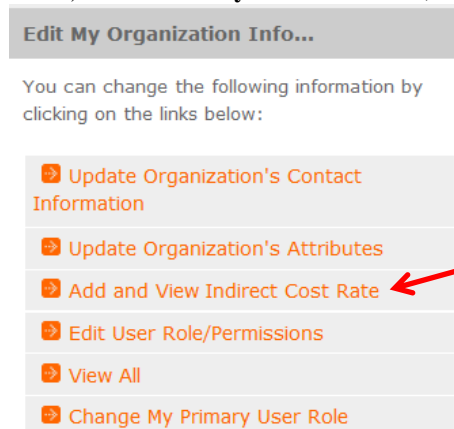 Edit My Organization Info...
You can change the following information by
clicking on the links below:
Update Organization's Contact
Information
Update Organization's Attributes
Add and View Indirect Cost Rate
Edit User Role/Permissions
View All
Change My Primary User Role